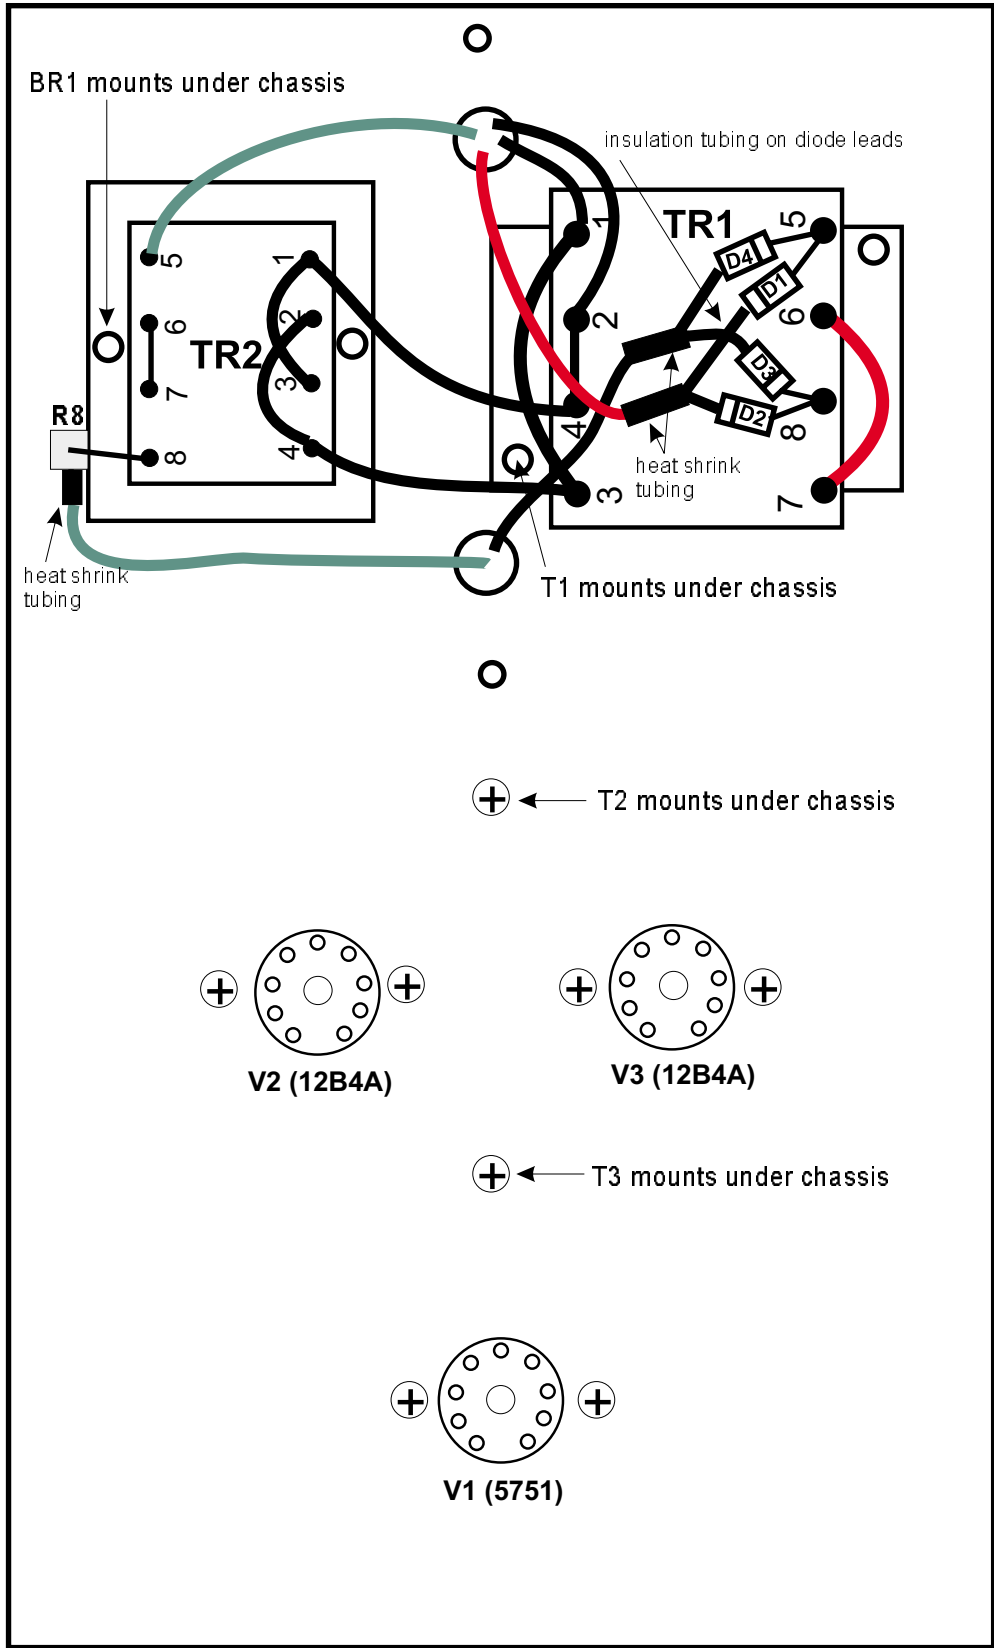 BR1 mounts under chassis
insulation tubing on diode leads
TR1
1
2
4
3
5
6
8
7
D4
D1
D3
D2
TR2
5
6
7
8
1
2
3
4
R8
heat shrink
tubing
heat shrink
tubing
T1 mounts under chassis
T2 mounts under chassis
V2 (12B4A)
V3 (12B4A)
T3 mounts under chassis
V1 (5751)